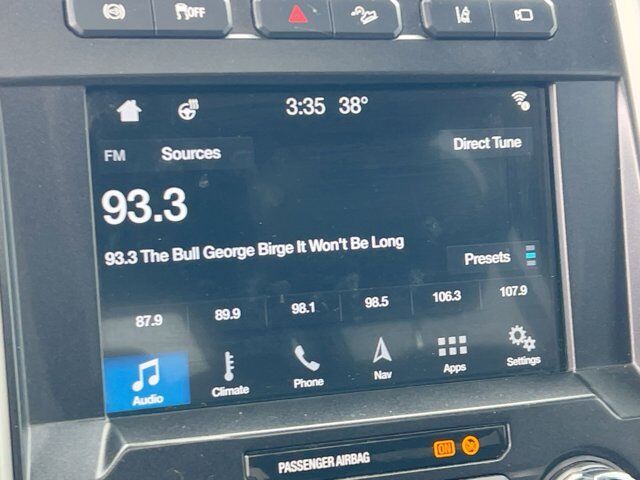 OFF
3:35 38°
FM Sources Direct Tune
93.3
93.3 The Bull George Birge It Won't Be Long
Presets
87.9 89.9 98.1 98.5 106.3 107.9
Audio Climate Phone Nav Apps Settings
PASSENGER AIRBAG ON